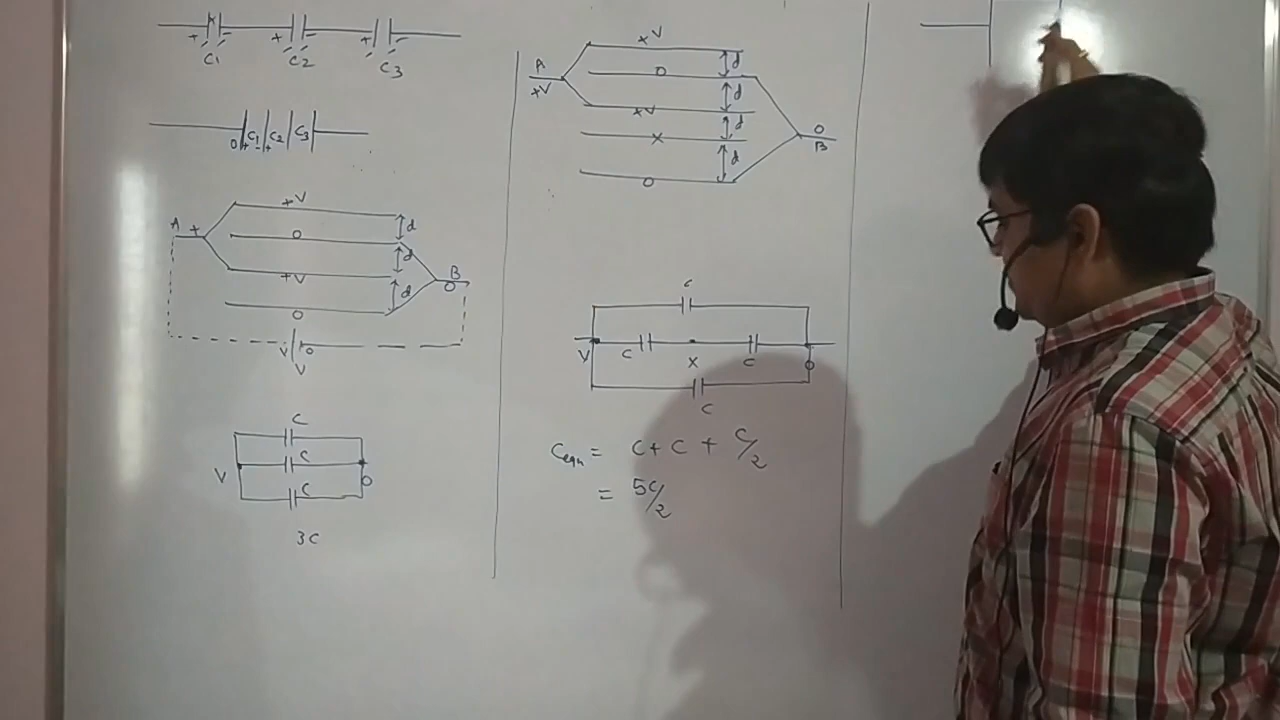 + - + - + -
C1 C2 C3
0 + C1 - + C2 C3
+V
A + 0 d
d
+V B
0
0 d
V 0
V
C
C
V C 0
3C
+V
A 0 d
+V d
+V d 0
X B
d
0
C
V C X C 0
C
Ceqn = C + C + C/2
= 5C/2